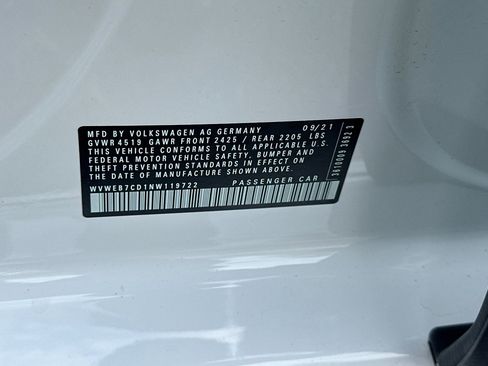 MFD BY VOLKSWAGEN AG GERMANY 09/21
GVWR 4519 GAWR FRONT 2425 / REAR 2205 LBS
THIS VEHICLE CONFORMS TO ALL APPLICABLE U.S.
FEDERAL MOTOR VEHICLE SAFETY, BUMPER AND
THEFT PREVENTION STANDARDS IN EFFECT ON
THE DATE OF MANUFACTURE SHOWN ABOVE.
WVWEB7CD1NW119722 PASSENGER CAR